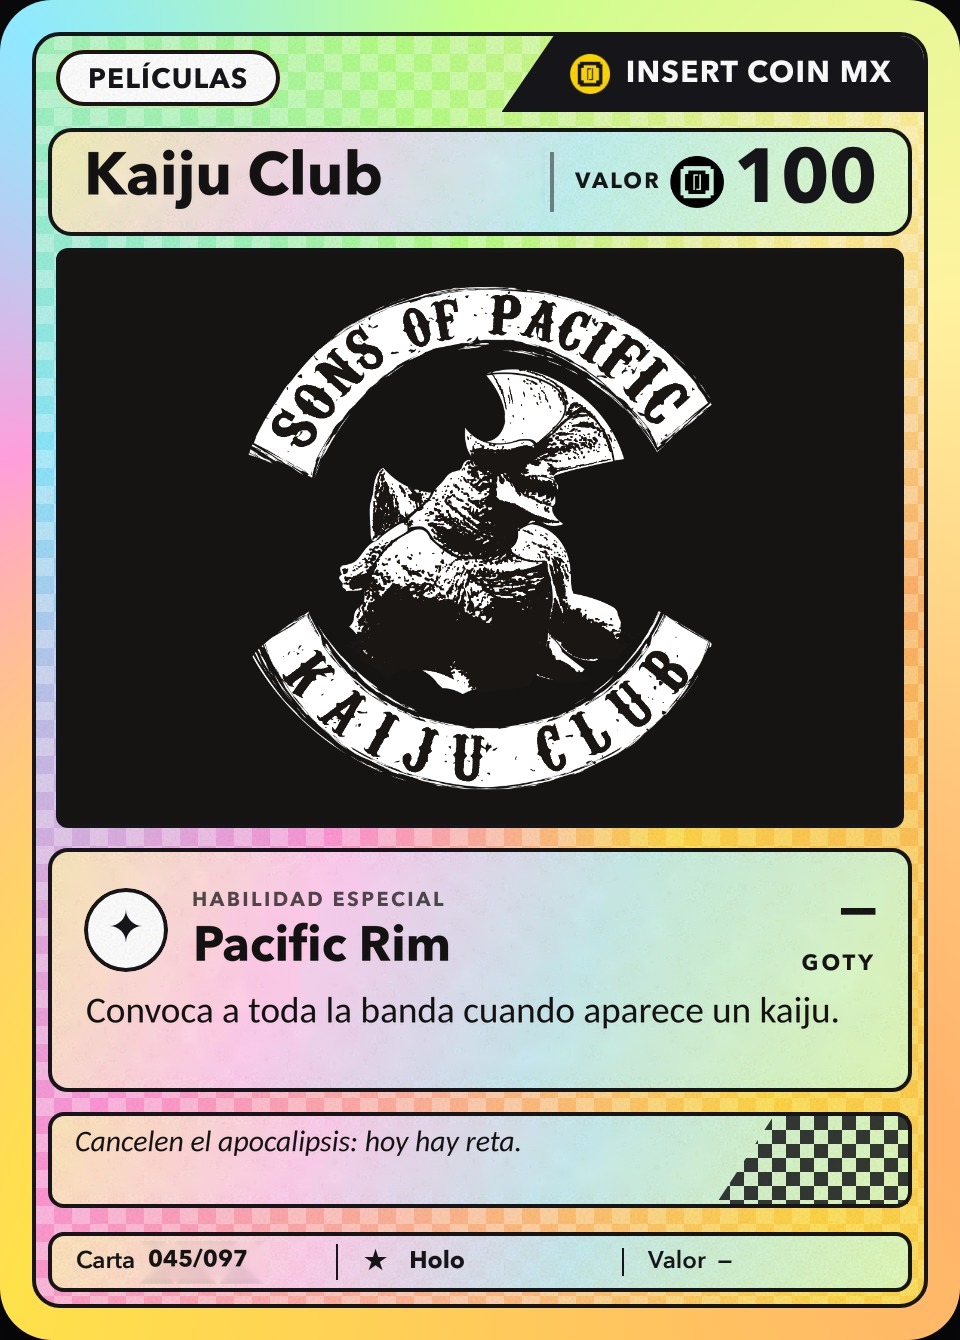 PELÍCULAS
INSERT COIN MX
Kaiju Club
VALOR 100
SONS OF PACIFIC
KAIJU CLUB
HABILIDAD ESPECIAL
Pacific Rim
—
GOTY
Convoca a toda la banda cuando aparece un kaiju.
Cancelen el apocalipsis: hoy hay reta.
Carta 045/097 ★ Holo Valor –